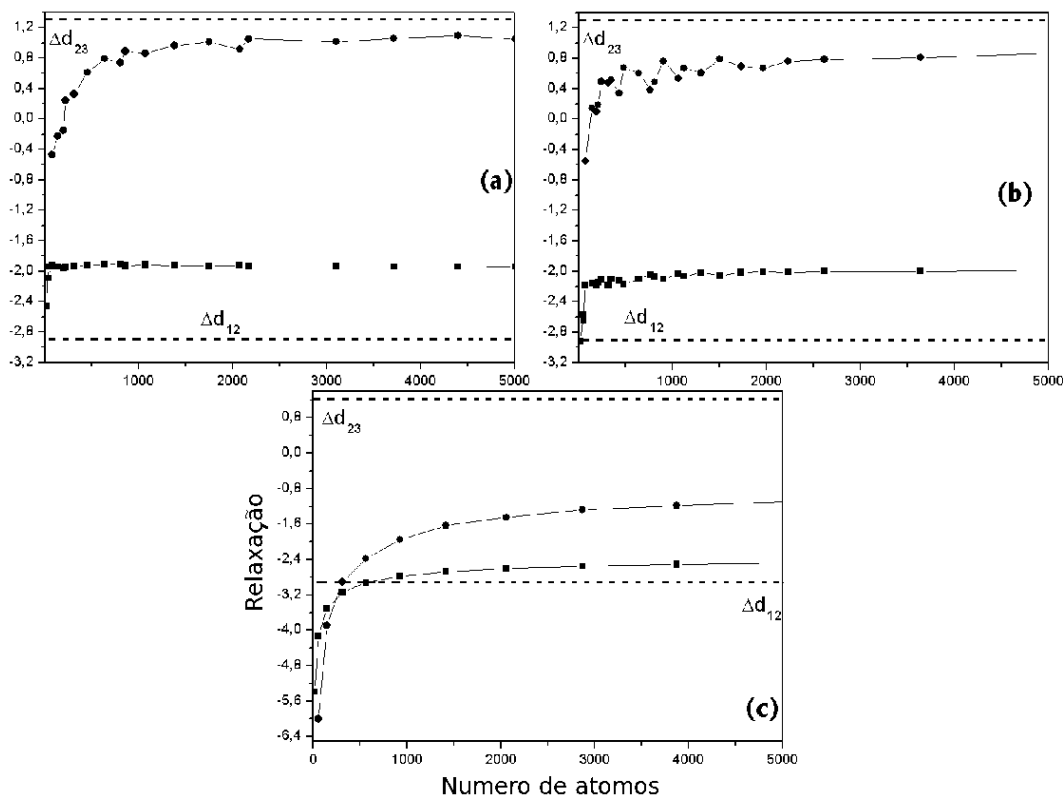 1,2
0,8
0,4
0,0
-0,4
-0,8
-1,2
-1,6
-2,0
-2,4
-2,8
-3,2
Δd23
Δd12
(a)
1000 2000 3000 4000 5000
1,2
0,8
0,4
0,0
-0,4
-0,8
-1,2
-1,6
-2,0
-2,4
-2,8
-3,2
Δd23
Δd12
(b)
0 1000 2000 3000 4000 5000
Relaxação
0,8
0,0
-0,8
-1,6
-2,4
-3,2
-4,0
-4,8
-5,6
-6,4
Δd23
Δd12
(c)
0 1000 2000 3000 4000 5000
Numero de atomos